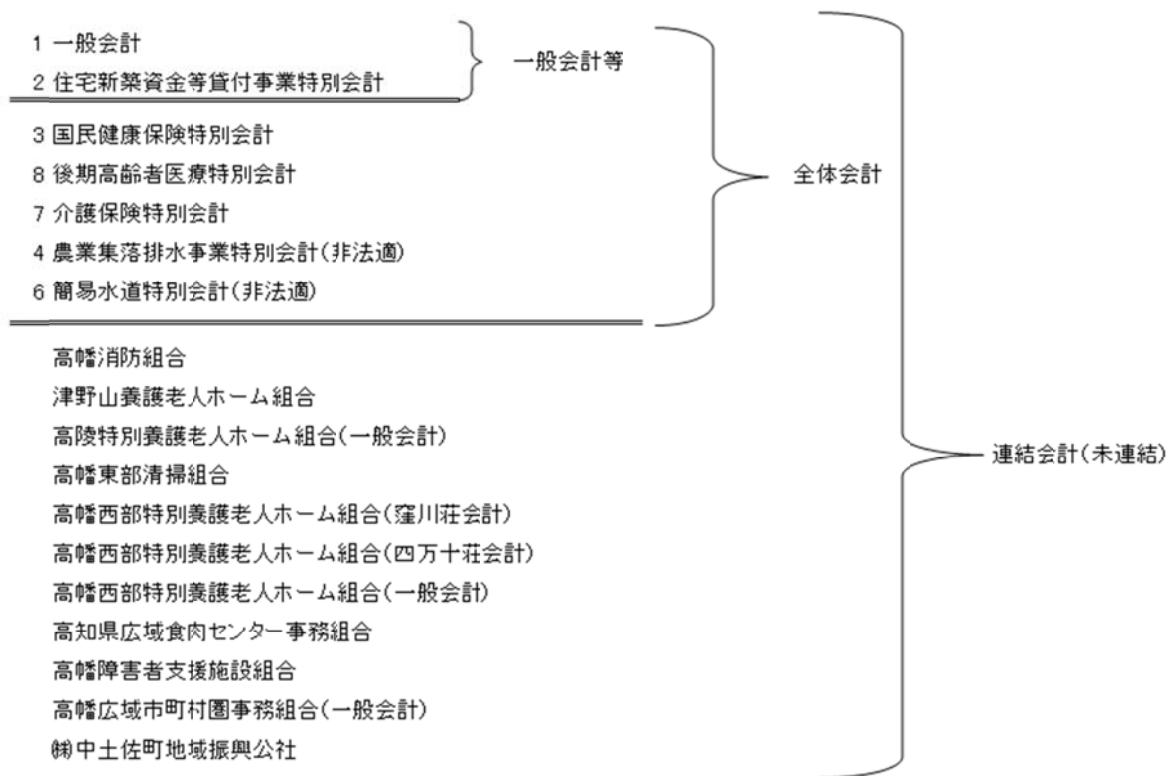 1 一般会計
2 住宅新築資金等貸付事業特別会計
一般会計等
3 国民健康保険特別会計
8 後期高齢者医療特別会計
7 介護保険特別会計
4 農業集落排水事業特別会計(非法適)
6 簡易水道特別会計(非法適)
全体会計
高幡消防組合
津野山養護老人ホーム組合
高陵特別養護老人ホーム組合(一般会計)
高幡東部清掃組合
高幡西部特別養護老人ホーム組合(窪川荘会計)
高幡西部特別養護老人ホーム組合(四万十荘会計)
高幡西部特別養護老人ホーム組合(一般会計)
高知県広域食肉センター事務組合
高幡障害者支援施設組合
高幡広域市町村圏事務組合(一般会計)
㈱中土佐町地域振興公社
連結会計(未連結)